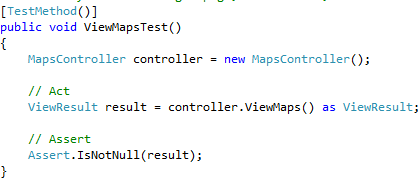 [TestMethod()]
public void ViewMapsTest()
{
MapsController controller = new MapsController();
// Act
ViewResult result = controller.ViewMaps() as ViewResult;
// Assert
Assert.IsNotNull(result);
}